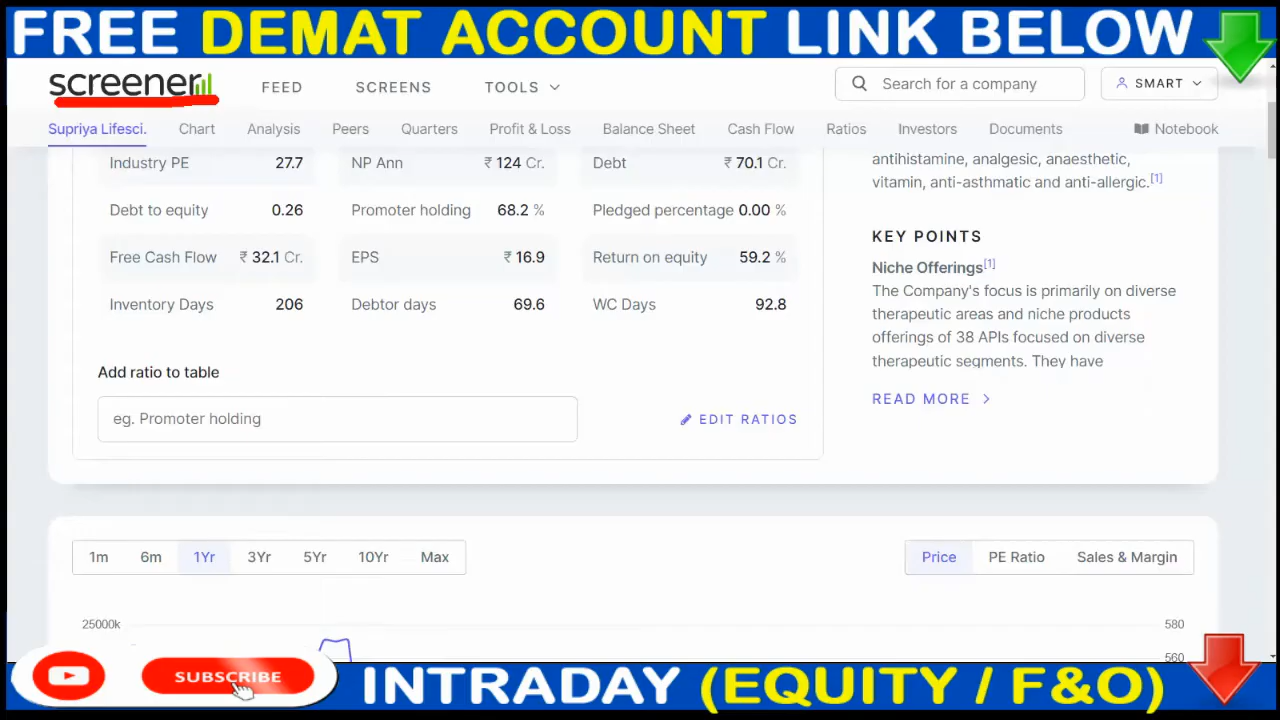 FREE DEMAT ACCOUNT LINK BELOW
screener
FEED
SCREENS
TOOLS
Search for a company
SMART
Supriya Lifesci.
Chart
Analysis
Peers
Quarters
Profit & Loss
Balance Sheet
Cash Flow
Ratios
Investors
Documents
Notebook
Industry PE 27.7
NP Ann ₹ 124 Cr.
Debt ₹ 70.1 Cr.
Debt to equity 0.26
Promoter holding 68.2 %
Pledged percentage 0.00 %
Free Cash Flow ₹ 32.1 Cr.
EPS ₹ 16.9
Return on equity 59.2 %
Inventory Days 206
Debtor days 69.6
WC Days 92.8
Add ratio to table
eg. Promoter holding
EDIT RATIOS
antihistamine, analgesic, anaesthetic,
vitamin, anti-asthmatic and anti-allergic.[1]
KEY POINTS
Niche Offerings[1]
The Company's focus is primarily on diverse
therapeutic areas and niche products
offerings of 38 APIs focused on diverse
therapeutic segments. They have
READ MORE
1m
6m
1Yr
3Yr
5Yr
10Yr
Max
Price
PE Ratio
Sales & Margin
25000k
580
560
SUBSCRIBE
INTRADAY (EQUITY / F&O)